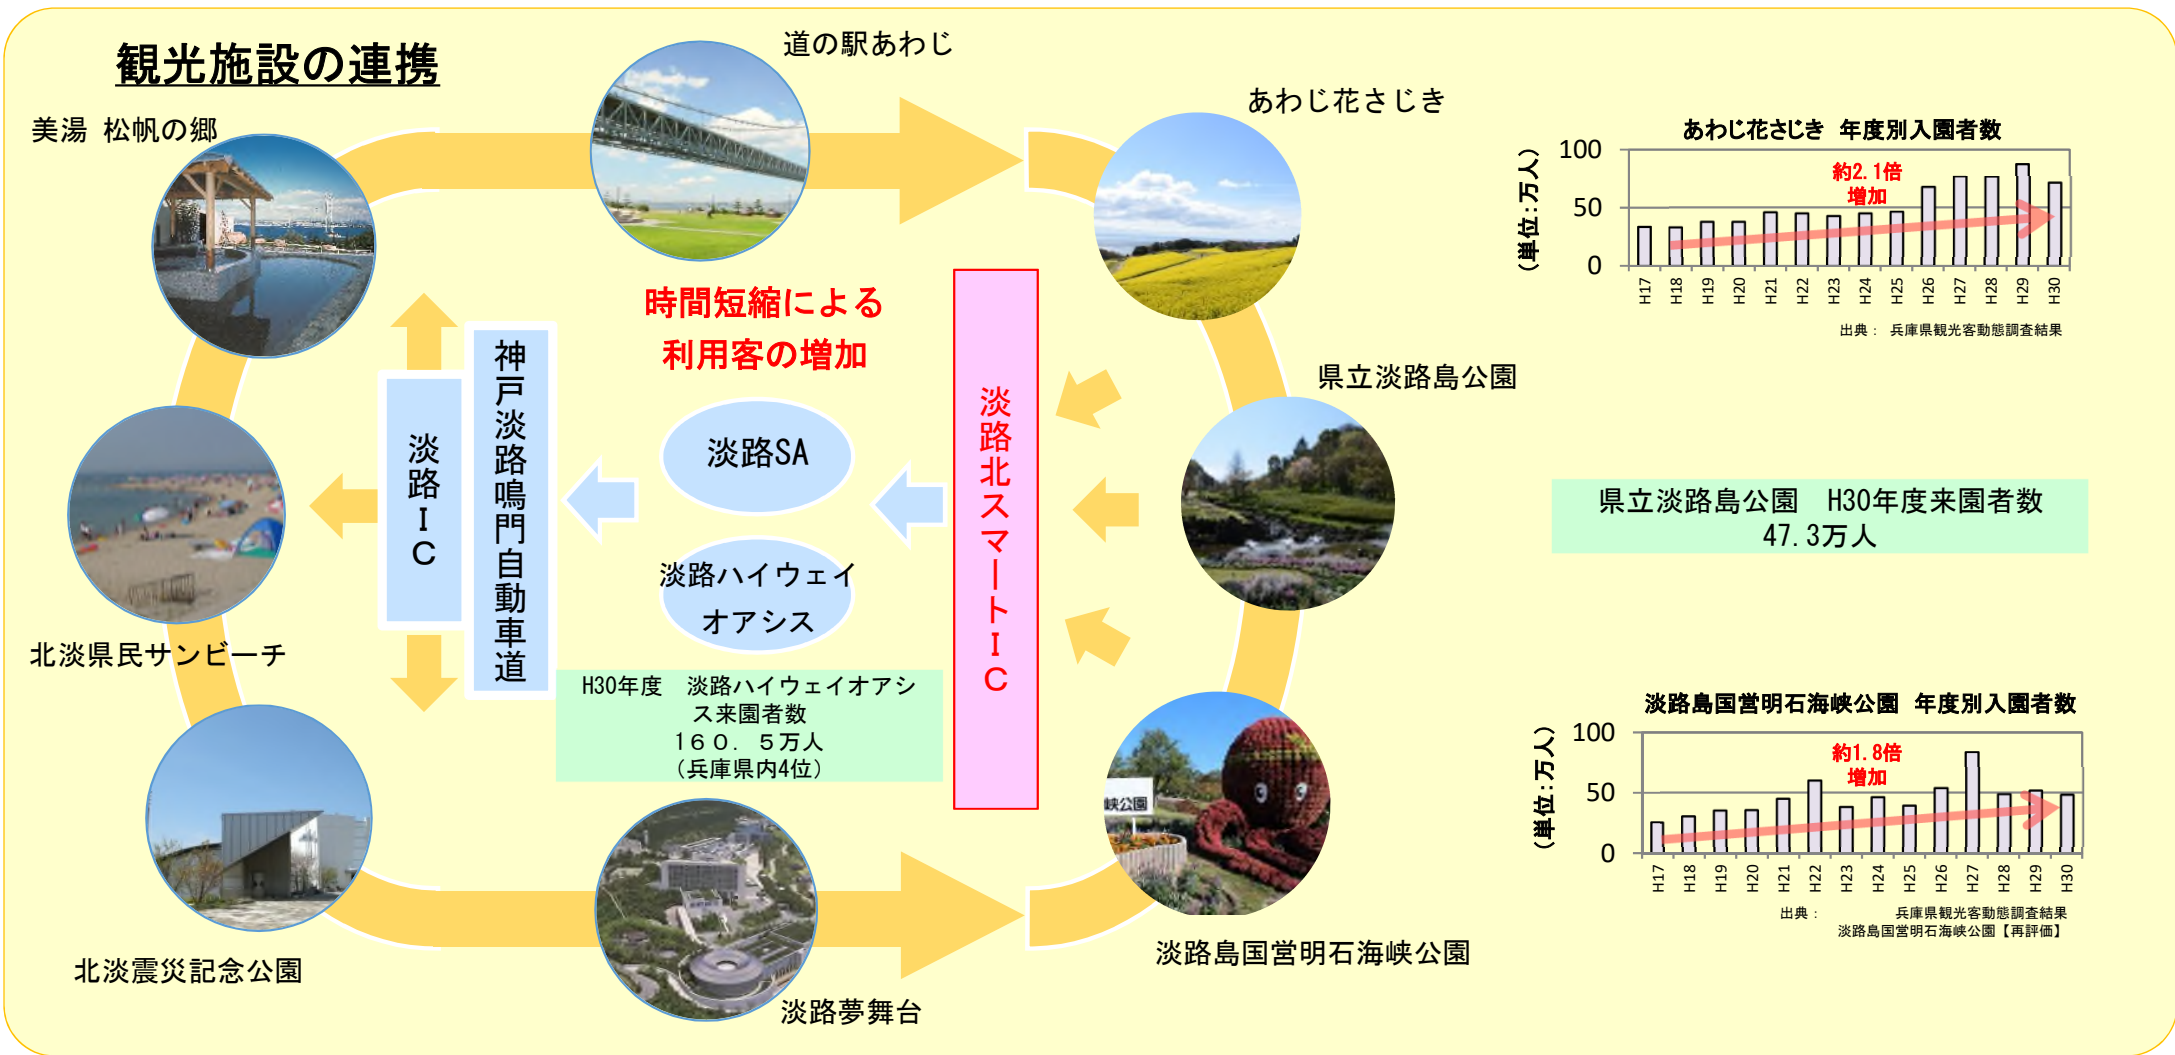 観光施設の連携
道の駅あわじ
美湯 松帆の郷
あわじ花さじき
時間短縮による
利用客の増加
県立淡路島公園
淡路IC
神戸淡路鳴門自動車道
淡路SA
淡路ハイウェイ
オアシス
淡路北スマートIC
北淡県民サンビーチ
H30年度 淡路ハイウェイオアシ
ス来園者数
160．5万人
（兵庫県内4位）
峡公園
北淡震災記念公園
淡路夢舞台
淡路島国営明石海峡公園
あわじ花さじき 年度別入園者数
(単位:万人)
100
50
0
約2.1倍
増加
H17 H18 H19 H20 H21 H22 H23 H24 H25 H26 H27 H28 H29 H30
出典： 兵庫県観光客動態調査結果
県立淡路島公園 H30年度来園者数
47.3万人
淡路島国営明石海峡公園 年度別入園者数
(単位:万人)
100
50
0
約1.8倍
増加
H17 H18 H19 H20 H21 H22 H23 H24 H25 H26 H27 H28 H29 H30
出典： 兵庫県観光客動態調査結果
淡路島国営明石海峡公園【再評価】